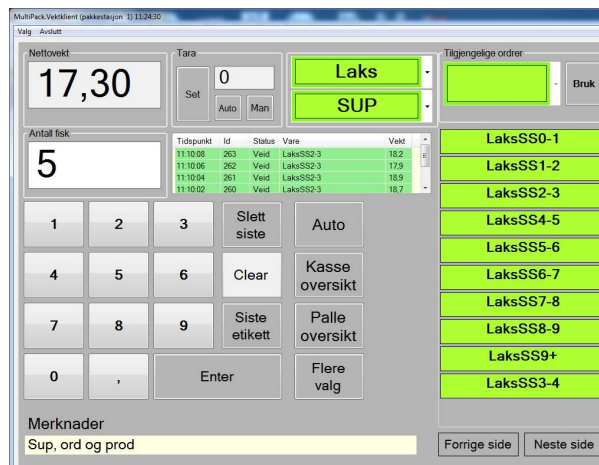 MultiPack.Vektklient (pakkestasjon 1) 11:24:30
Valg Avslutt
Nettovekt
17,30
Tara
Set
0
Auto Man
Laks
SUP
Tilgjengelige ordrer
Bruk
Antall fisk
5
Tidspunkt Id Status Vare Vekt
11:10:08 263 Veid LaksSS2-3 18,2
11:10:06 262 Veid LaksSS2-3 17,9
11:10:04 261 Veid LaksSS2-3 18,9
11:10:02 260 Veid LaksSS2-3 18,7
LaksSS0-1
LaksSS1-2
LaksSS2-3
LaksSS4-5
LaksSS5-6
LaksSS6-7
LaksSS7-8
LaksSS8-9
LaksSS9+
LaksSS3-4
1 2 3
Slett
siste
Auto
4 5 6 Clear
Kasse
oversikt
7 8 9
Siste
etikett
Palle
oversikt
0 , Enter
Flere
valg
Merknader
Sup, ord og prod
Forrige side Neste side